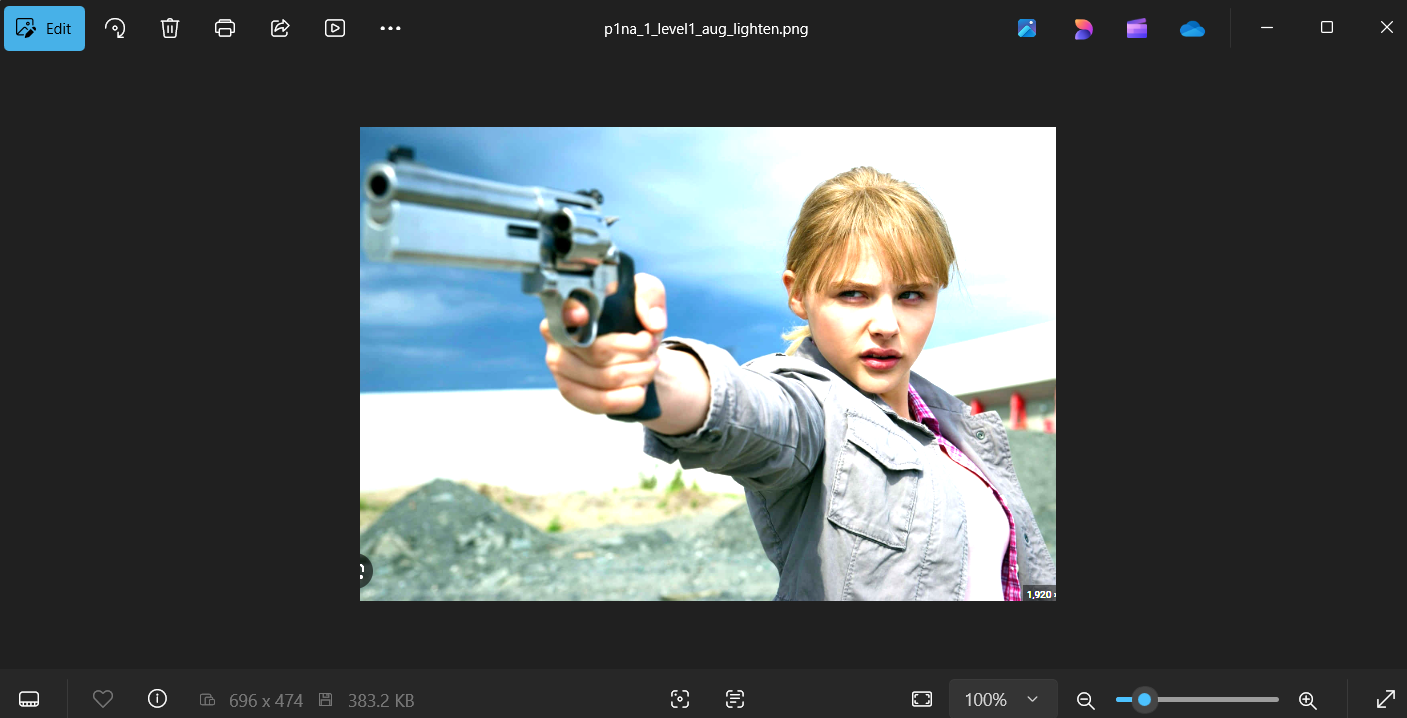 Edit
p1na_1_level1_aug_lighten.png
1,920
696 x 474
383.2 KB
100%